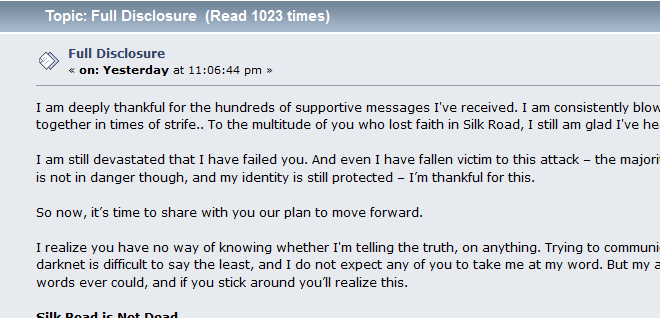 Topic: Full Disclosure (Read 1023 times)
Full Disclosure
« on: Yesterday at 11:06:44 pm »
I am deeply thankful for the hundreds of supportive messages I've received. I am consistently blow
together in times of strife.. To the multitude of you who lost faith in Silk Road, I still am glad I've he
I am still devastated that I have failed you. And even I have fallen victim to this attack – the majori
is not in danger though, and my identity is still protected – I’m thankful for this.
So now, it’s time to share with you our plan to move forward.
I realize you have no way of knowing whether I'm telling the truth, on anything. Trying to communi
darknet is difficult to say the least, and I do not expect any of you to take me at my word. But my a
words ever could, and if you stick around you’ll realize this.
Silk Road is Not Dead